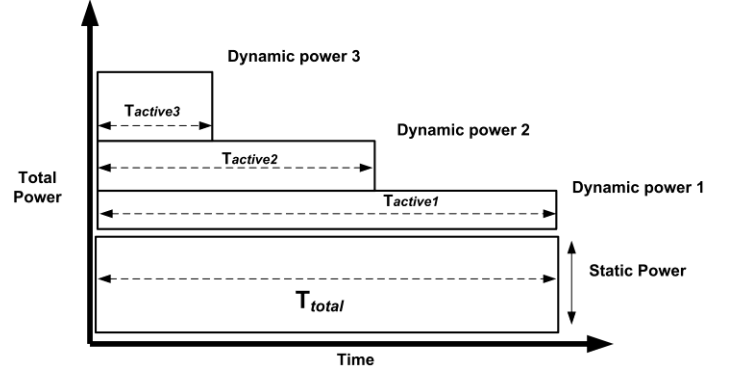 Dynamic power 3
Tactive3
Dynamic power 2
Tactive2
Total
Power
Dynamic power 1
Tactive1
Static Power
Ttotal
Time